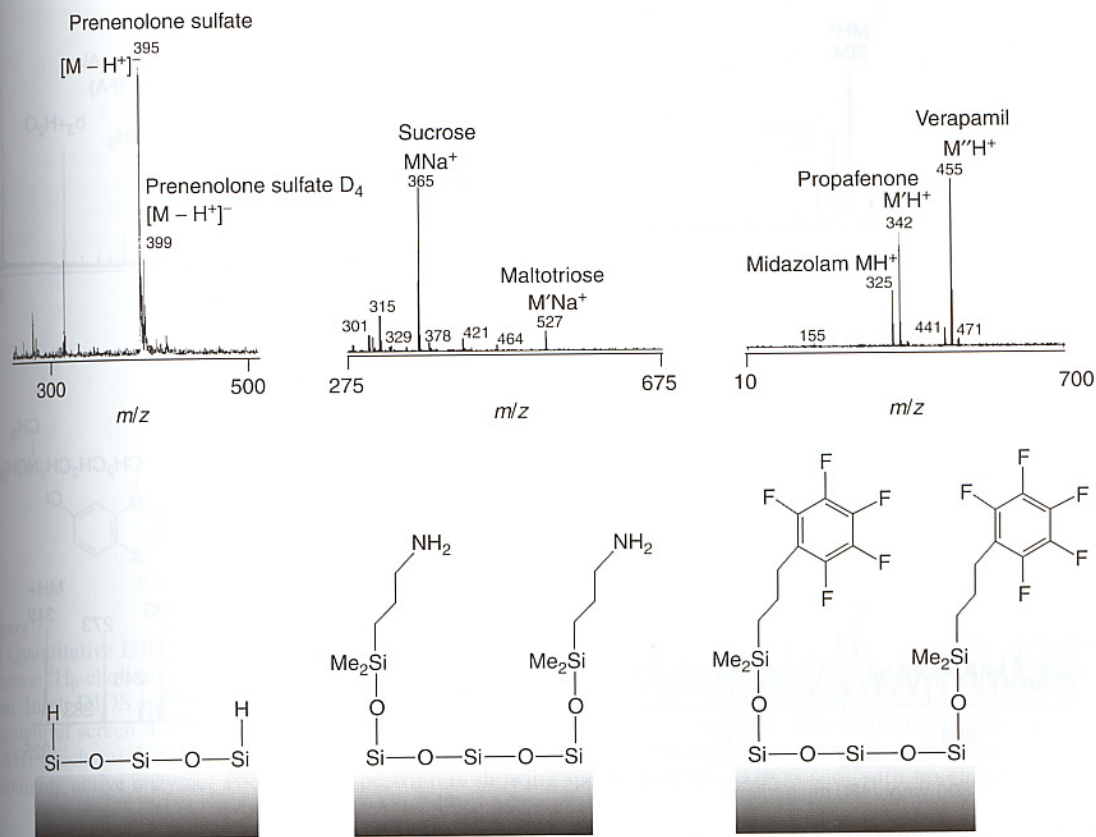 Prenenolone sulfate
395
[M – H⁺]⁻
Prenenolone sulfate D₄
[M – H⁺]⁻
399
300
500
m/z
Sucrose
MNa⁺
365
Maltotriose
M′Na⁺
527
301
315
329
378
421
464
275
675
m/z
Verapamil
M″H⁺
455
Propafenone
M′H⁺
342
Midazolam MH⁺
325
155
441
471
10
700
m/z
H
H
Si—O—Si—O—Si
NH₂
NH₂
Me₂Si
Me₂Si
O
O
Si—O—Si—O—Si
F
F
F
F
F
F
F
F
F
F
Me₂Si
Me₂Si
O
O
Si—O—Si—O—Si